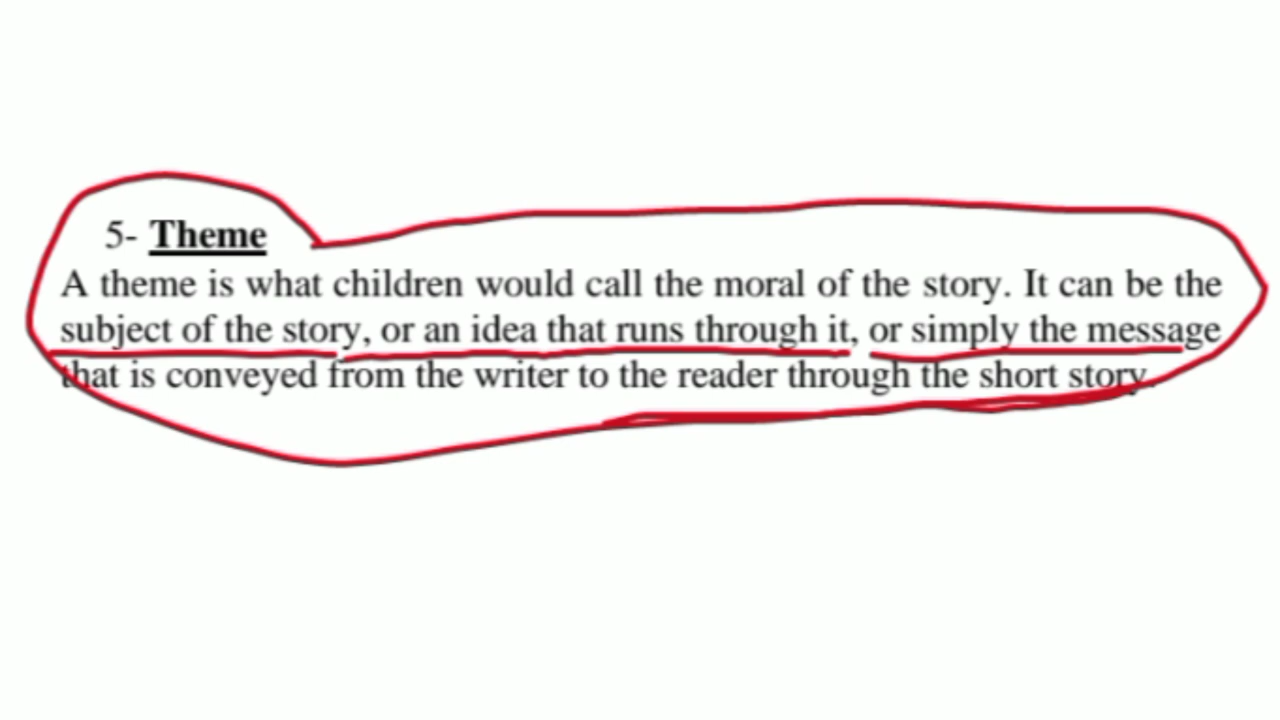 5- Theme
A theme is what children would call the moral of the story. It can be the
subject of the story, or an idea that runs through it, or simply the message
that is conveyed from the writer to the reader through the short story.